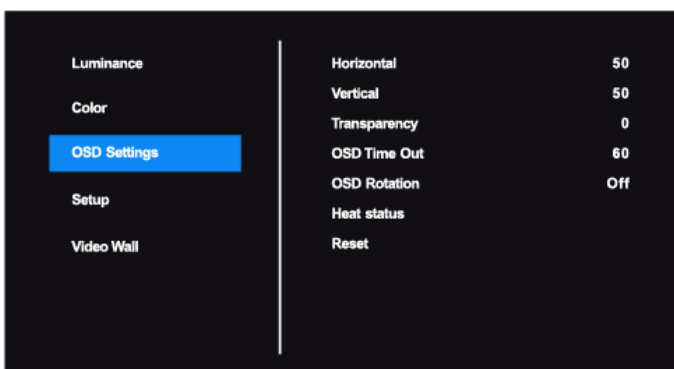 Luminance
Color
OSD Settings
Setup
Video Wall
Horizontal 50
Vertical 50
Transparency 0
OSD Time Out 60
OSD Rotation Off
Heat status
Reset